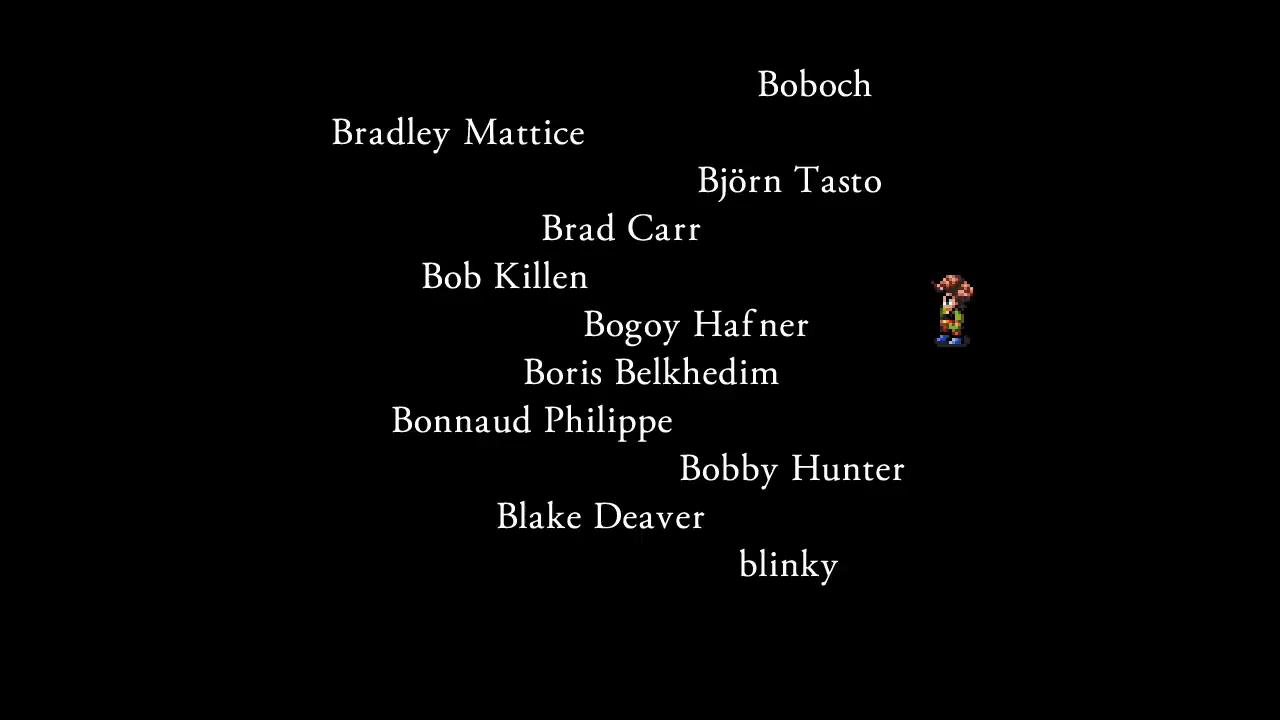 Boboch
Bradley Mattice
Björn Tasto
Brad Carr
Bob Killen
Bogoy Hafner
Boris Belkhedim
Bonnaud Philippe
Bobby Hunter
Blake Deaver
blinky